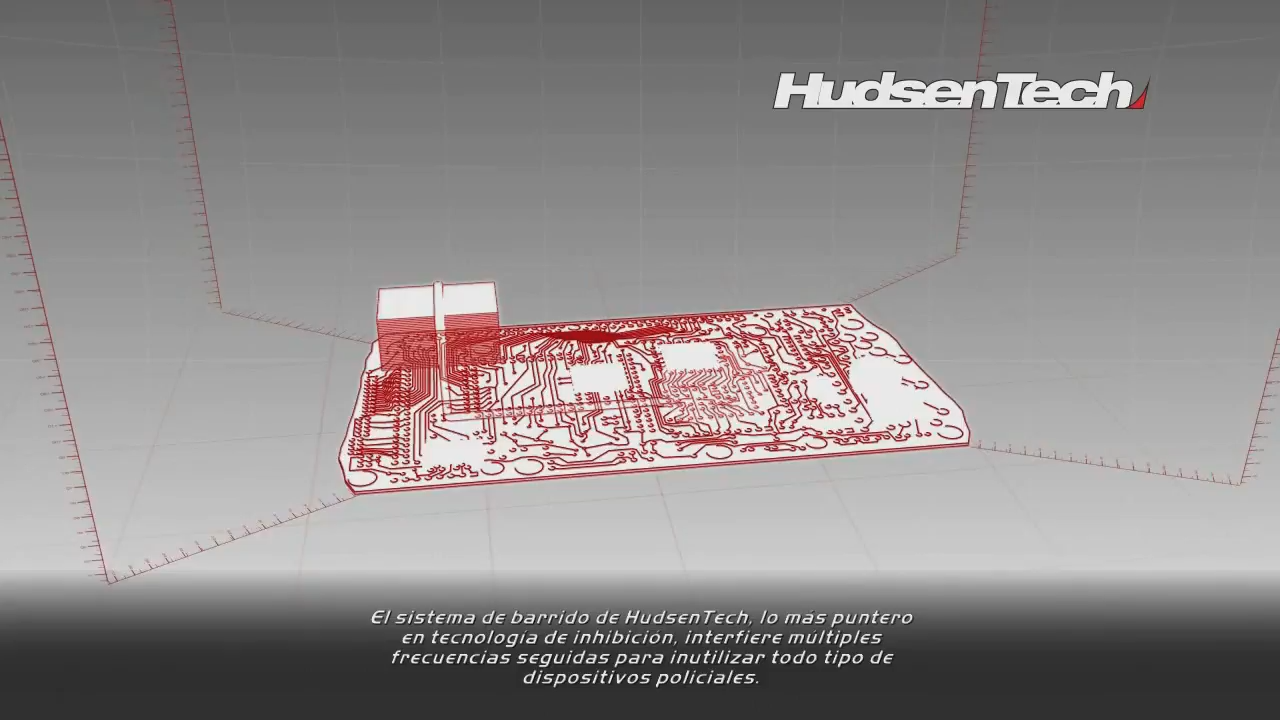 HudsenTech
El sistema de barrido de HudsenTech, lo más puntero
en tecnología de inhibición, interfiere múltiples
frecuencias seguidas para inutilizar todo tipo de
dispositivos policiales.